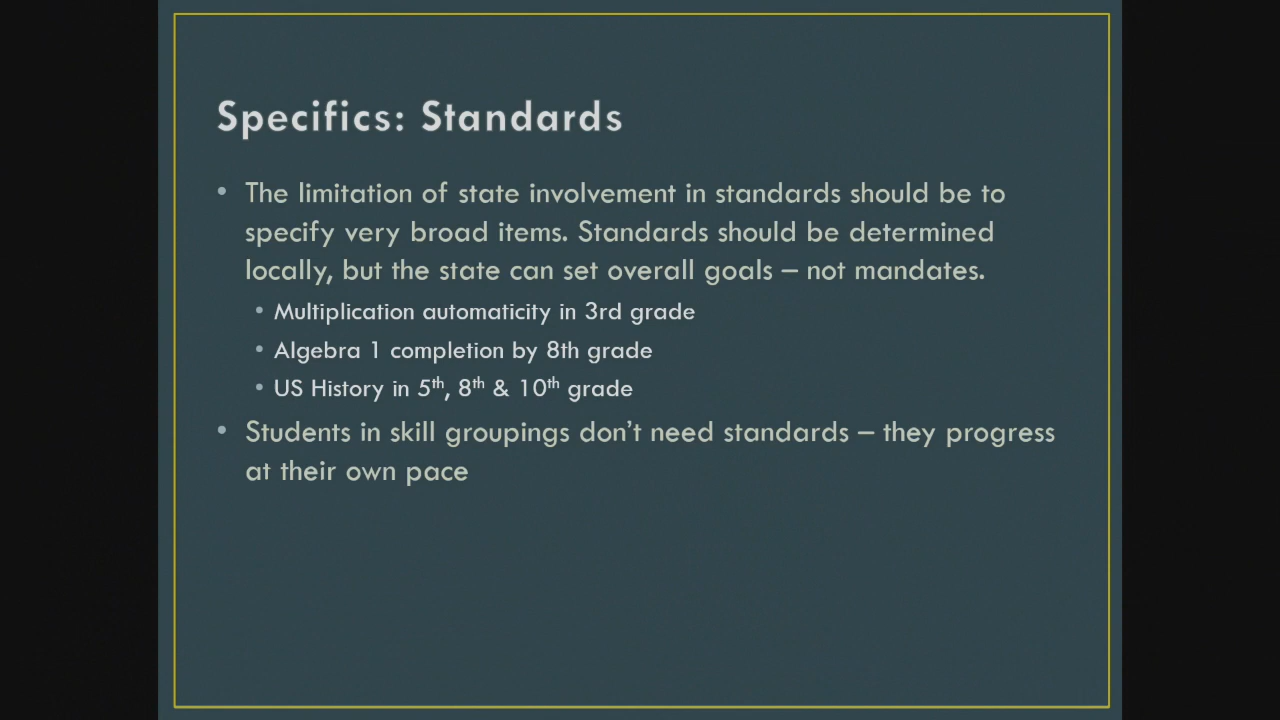 Specifics: Standards
• The limitation of state involvement in standards should be to
specify very broad items. Standards should be determined
locally, but the state can set overall goals – not mandates.
• Multiplication automaticity in 3rd grade
• Algebra 1 completion by 8th grade
• US History in 5th, 8th & 10th grade
• Students in skill groupings don’t need standards – they progress
at their own pace